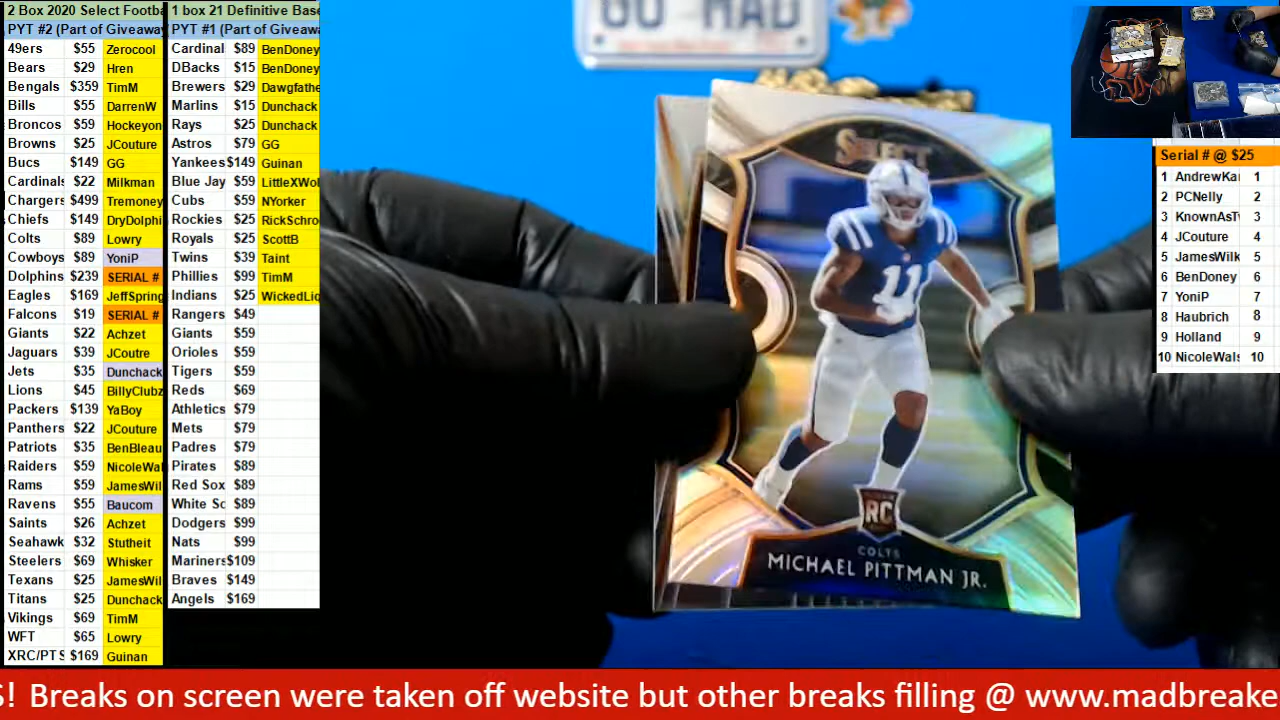 2 Box 2020 Select Footba
PYT #2 (Part of Giveaway
49ers $55 Zerocool
Bears $29 Hren
Bengals $359 TimM
Bills $55 DarrenW
Broncos $59 Hockeyon
Browns $25 JCouture
Bucs $149 GG
Cardinals $22 Milkman
Chargers $499 Tremoney
Chiefs $149 DryDolphi
Colts $89 Lowry
Cowboys $89 YoniP
Dolphins $239 SERIAL #
Eagles $169 JeffSpring
Falcons $19 SERIAL #
Giants $22 Achzet
Jaguars $39 JCoutre
Jets $35 Dunchack
Lions $45 BillyClubz
Packers $139 YaBoy
Panthers $22 JCouture
Patriots $35 BenBleau
Raiders $59 NicoleWal
Rams $59 JamesWil
Ravens $55 Baucom
Saints $26 Achzet
Seahawk $32 Stutheit
Steelers $69 Whisker
Texans $25 JamesWil
Titans $25 Dunchack
Vikings $69 TimM
WFT $65 Lowry
XRC/PTS $169 Guinan
1 box 21 Definitive Base
PYT #1 (Part of Giveawa
Cardinal $89 BenDoney
DBacks $15 BenDoney
Brewers $29 Dawgfathe
Marlins $15 Dunchack
Rays $25 Dunchack
Astros $79 GG
Yankees $149 Guinan
Blue Jay $59 LittleXWol
Cubs $59 NYorker
Rockies $25 RickSchro
Royals $25 ScottB
Twins $39 Taint
Phillies $99 TimM
Indians $25 WickedLiq
Rangers $49
Giants $59
Orioles $59
Tigers $59
Reds $69
Athletics $79
Mets $79
Padres $79
Pirates $89
Red Sox $89
White So $89
Dodgers $99
Nats $99
Mariners $109
Braves $149
Angels $169
GO MAD
SELECT
11
RC
COLTS
MICHAEL PITTMAN JR.
Serial # @ $25
1 AndrewKa 1
2 PCNelly 2
3 KnownAsT 3
4 JCouture 4
5 JamesWilk 5
6 BenDoney 6
7 YoniP 7
8 Haubrich 8
9 Holland 9
10 NicoleWals 10
S! Breaks on screen were taken off website but other breaks filling @ www.madbreake